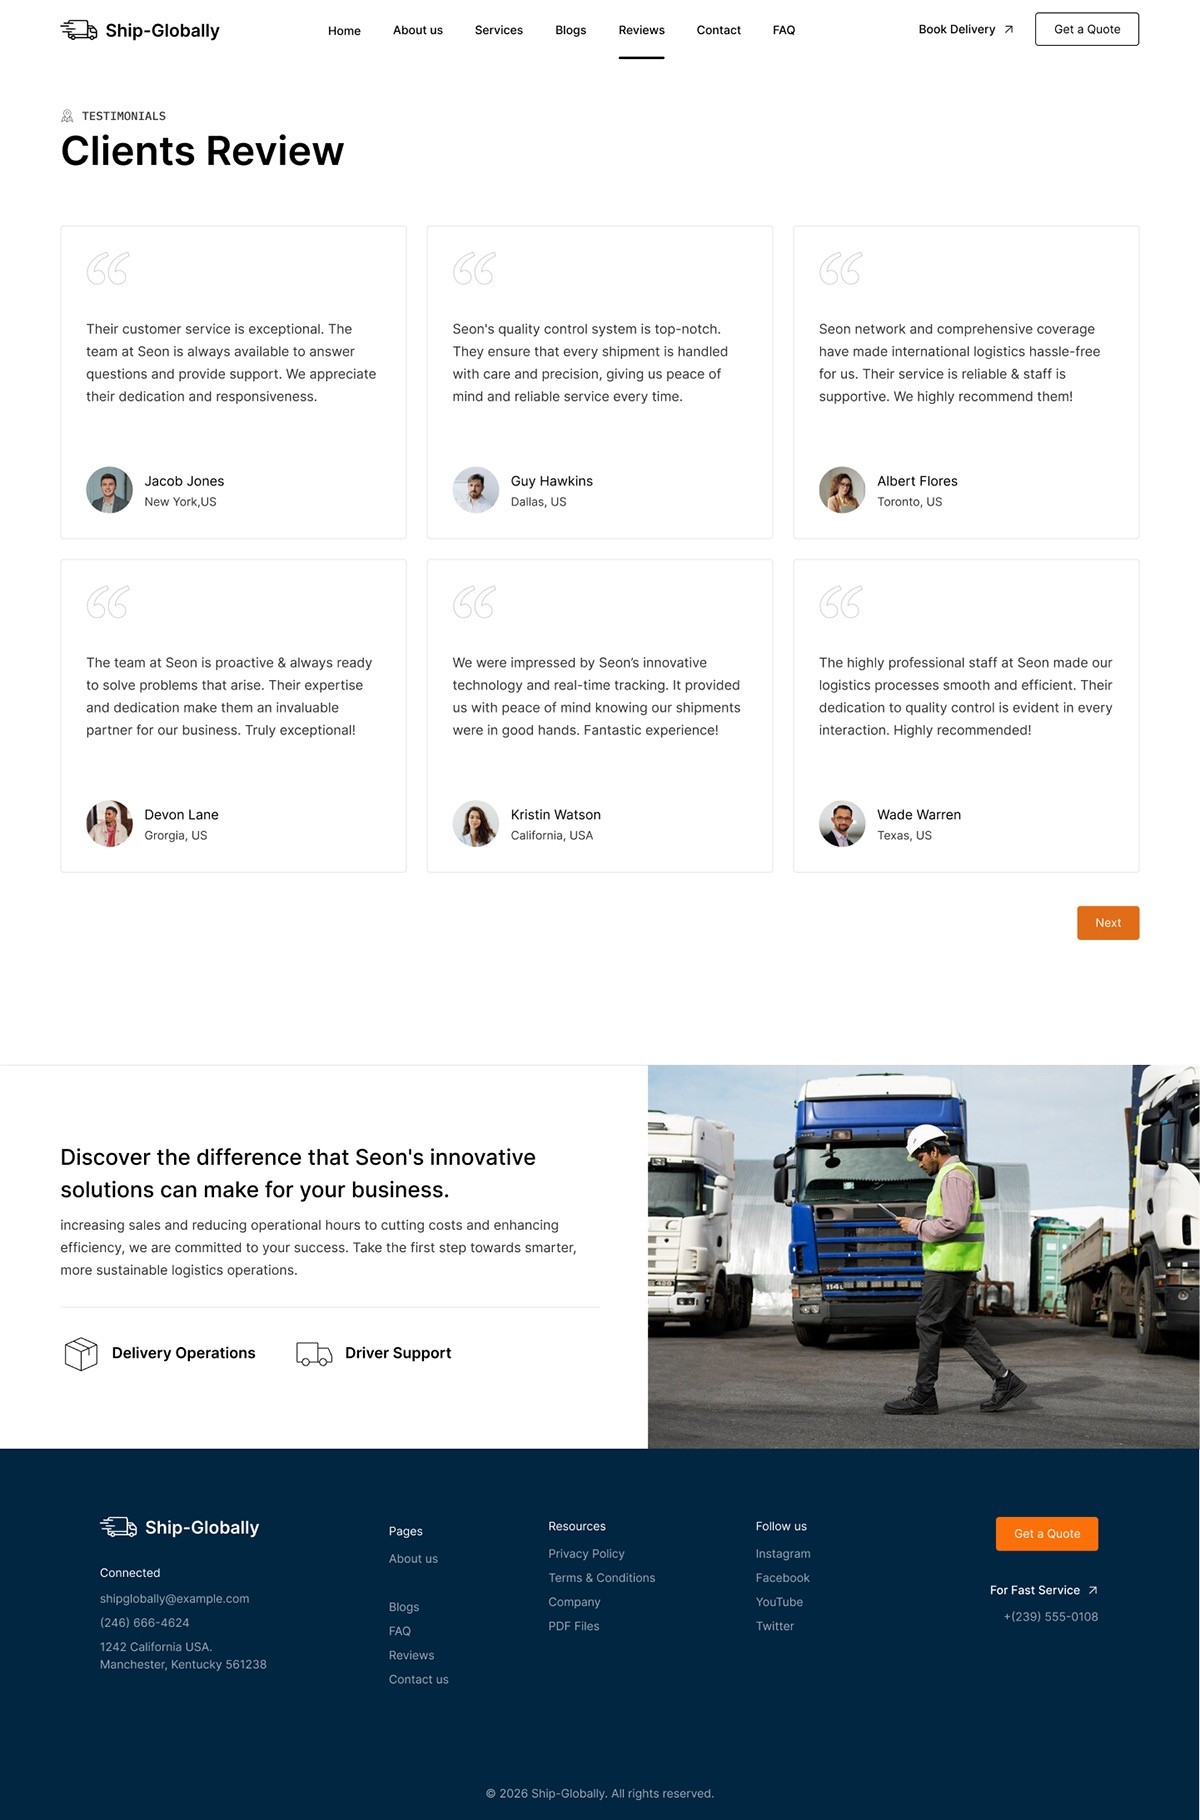 Ship-Globally
Home
About us
Services
Blogs
Reviews
Contact
FAQ
Book Delivery
Get a Quote
TESTIMONIALS
Clients Review
Their customer service is exceptional. The
team at Seon is always available to answer
questions and provide support. We appreciate
their dedication and responsiveness.
Jacob Jones
New York,US
Seon's quality control system is top-notch.
They ensure that every shipment is handled
with care and precision, giving us peace of
mind and reliable service every time.
Guy Hawkins
Dallas, US
Seon network and comprehensive coverage
have made international logistics hassle-free
for us. Their service is reliable & staff is
supportive. We highly recommend them!
Albert Flores
Toronto, US
The team at Seon is proactive & always ready
to solve problems that arise. Their expertise
and dedication make them an invaluable
partner for our business. Truly exceptional!
Devon Lane
Grorgia, US
We were impressed by Seon’s innovative
technology and real-time tracking. It provided
us with peace of mind knowing our shipments
were in good hands. Fantastic experience!
Kristin Watson
California, USA
The highly professional staff at Seon made our
logistics processes smooth and efficient. Their
dedication to quality control is evident in every
interaction. Highly recommended!
Wade Warren
Texas, US
Next
Discover the difference that Seon's innovative
solutions can make for your business.
increasing sales and reducing operational hours to cutting costs and enhancing
efficiency, we are committed to your success. Take the first step towards smarter,
more sustainable logistics operations.
Delivery Operations
Driver Support
Ship-Globally
Connected
shipglobally@example.com
(246) 666-4624
1242 California USA.
Manchester, Kentucky 561238
Pages
About us
Blogs
FAQ
Reviews
Contact us
Resources
Privacy Policy
Terms & Conditions
Company
PDF Files
Follow us
Instagram
Facebook
YouTube
Twitter
Get a Quote
For Fast Service
+(239) 555-0108
© 2026 Ship-Globally. All rights reserved.